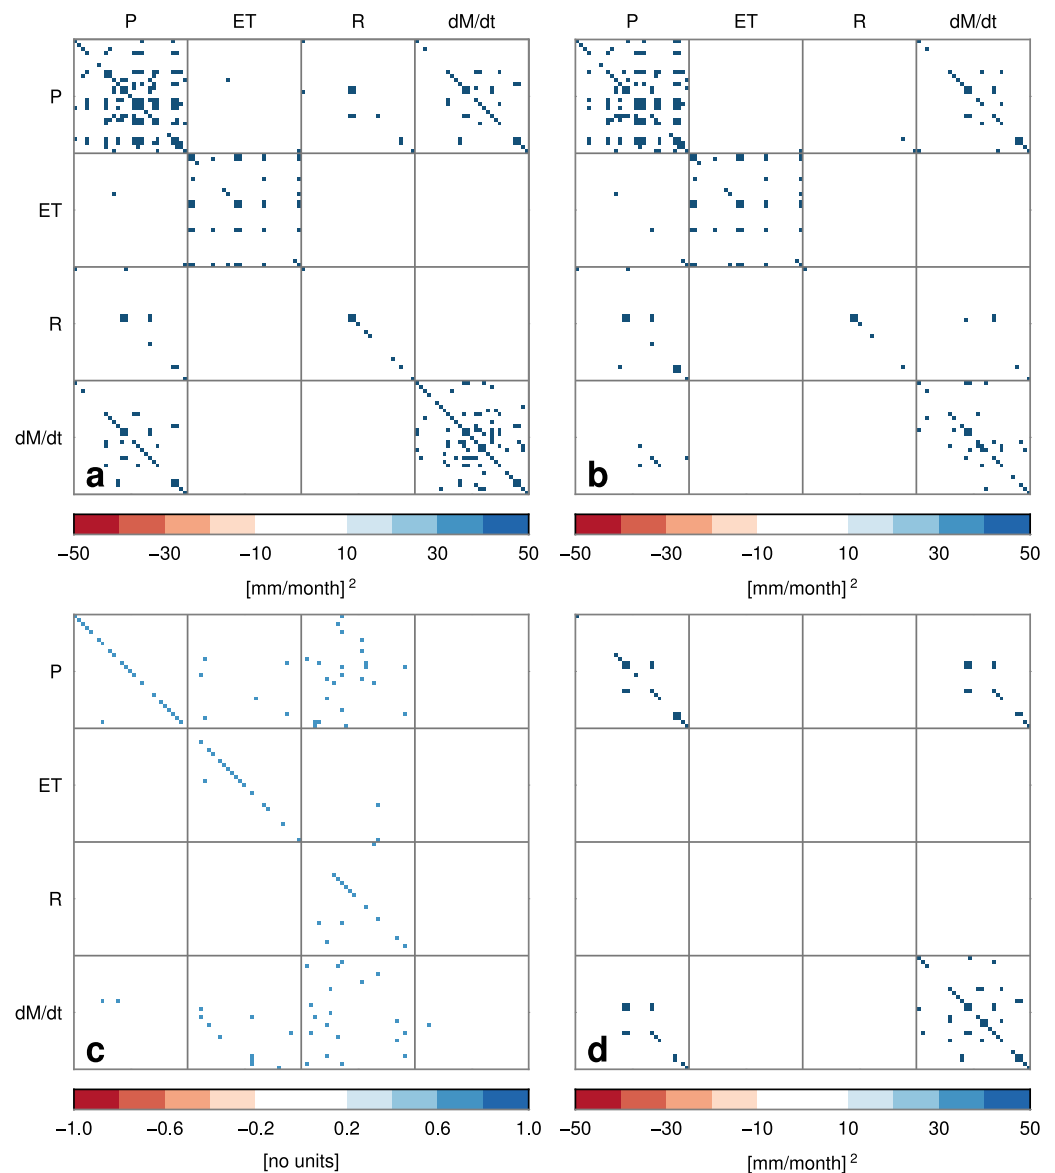 P ET R dM/dt P ET R dM/dt
P P
ET ET
R R
dM/dt dM/dt
a b
−50 −30 −10 10 30 50 −50 −30 −10 10 30 50
[mm/month] 2 [mm/month] 2
P
ET
R
dM/dt
c d
−1.0 −0.6 −0.2 0.2 0.6 1.0 −50 −30 −10 10 30 50
[no units] [mm/month] 2